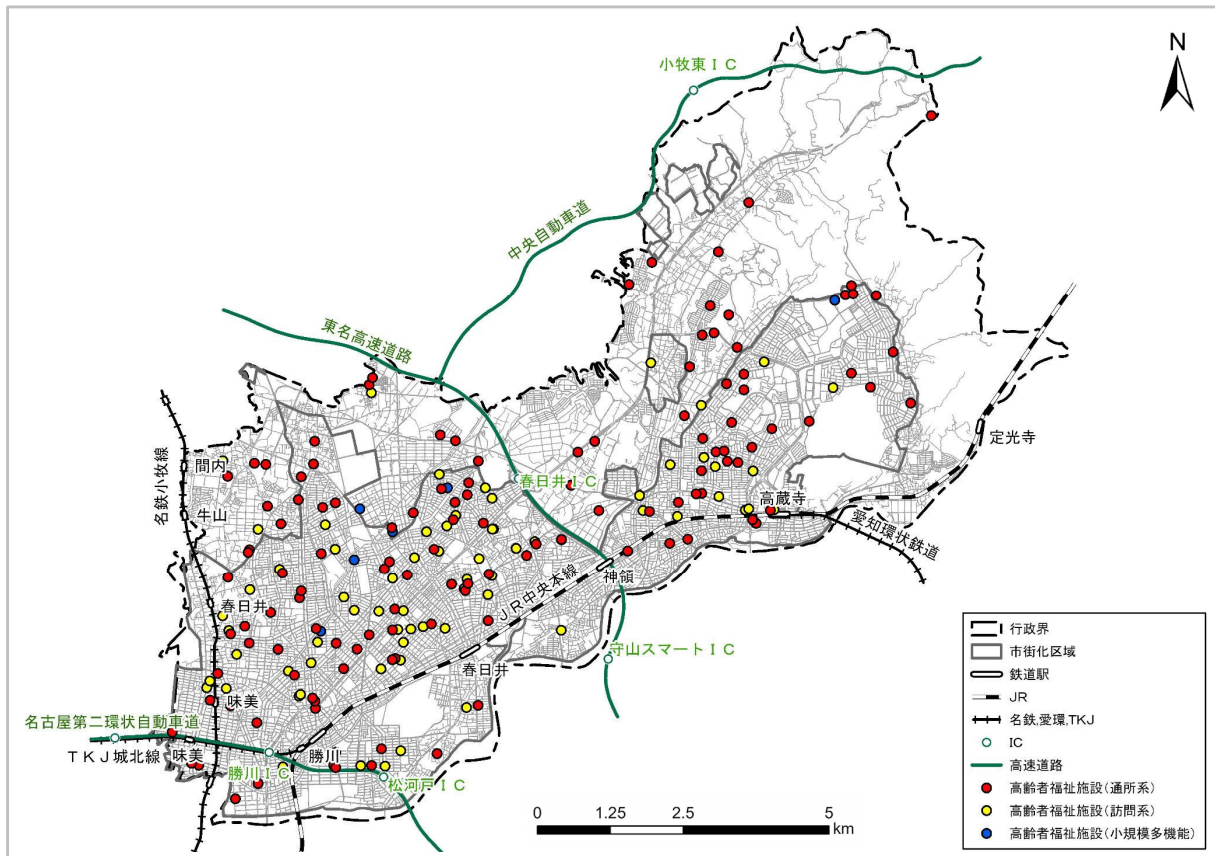 N
小牧東ＩＣ
中央自動車道
東名高速道路
名鉄小牧線
間内
春日井ＩＣ
牛山
定光寺
高蔵寺
愛知環状鉄道
神領
ＪＲ中央本線
春日井
守山スマートＩＣ
春日井
味美
名古屋第二環状自動車道
ＴＫＪ城北線
味美
勝川
勝川ＩＣ
松河戸ＩＣ
0 1.25 2.5 5
km
行政界
市街化区域
鉄道駅
JR
名鉄,愛環,TKJ
IC
高速道路
高齢者福祉施設(通所系)
高齢者福祉施設(訪問系)
高齢者福祉施設(小規模多機能)